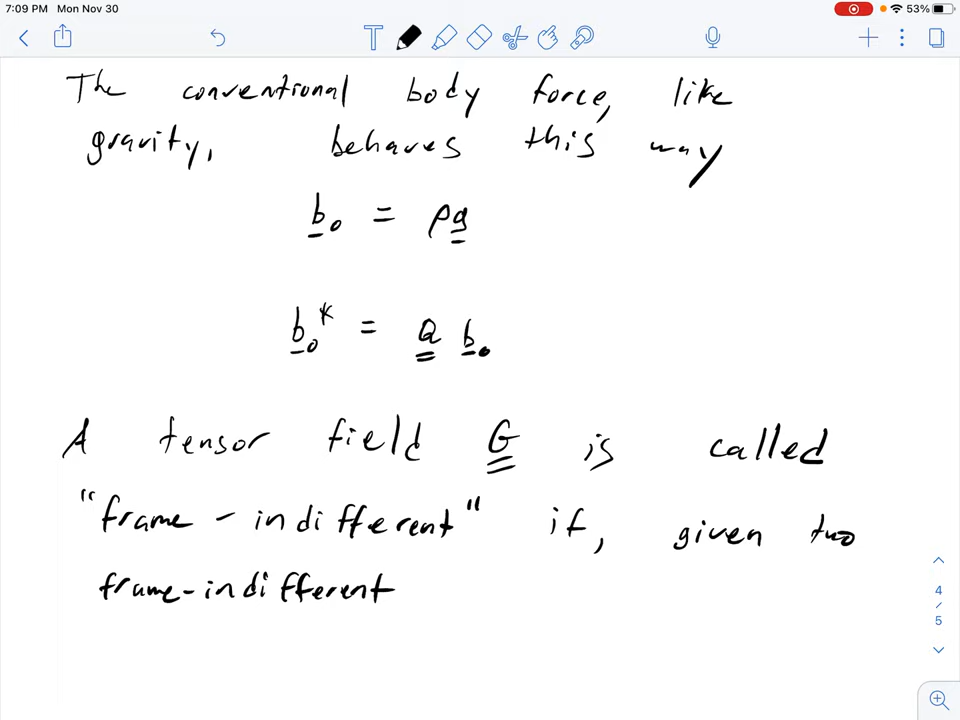 7:09 PM Mon Nov 30 53%
The conventional body force, like
gravity, behaves this way
b₀ = ρg
b₀* = Q b₀
A tensor field G is called
"frame-indifferent" if, given two
frame-indifferent
4
/
5